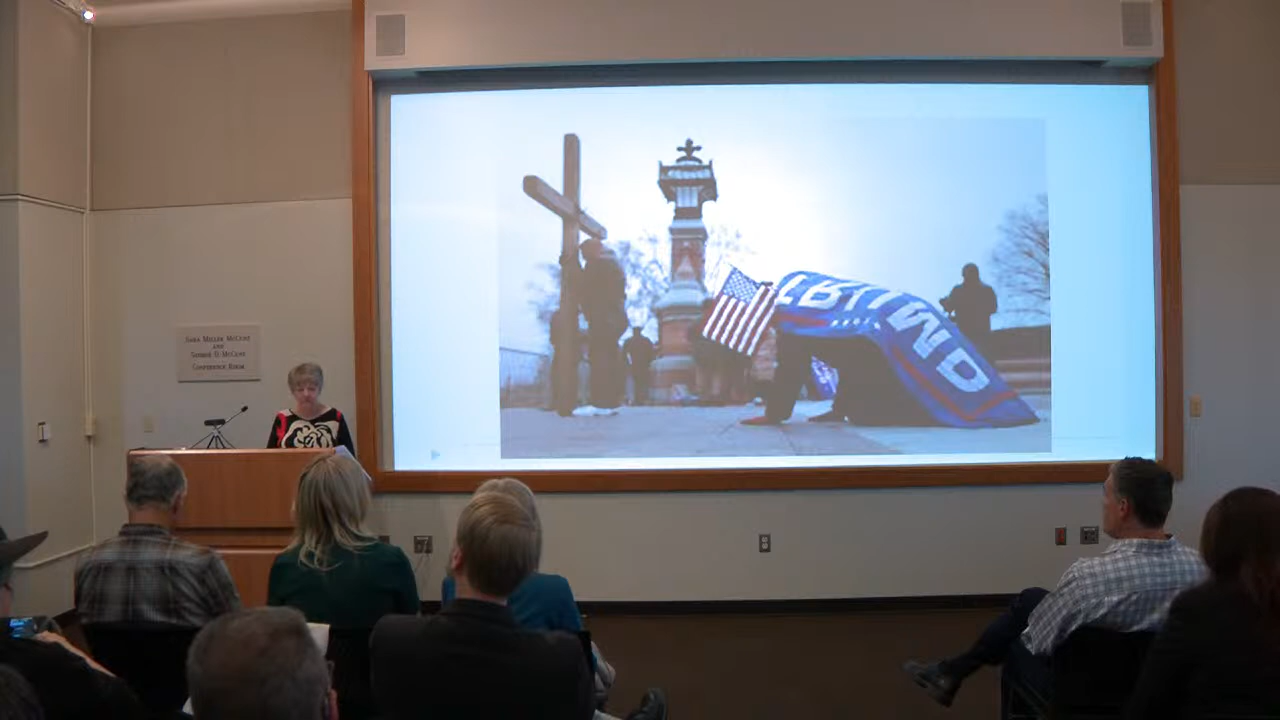 SARA MILLER MCCUNE
AND
GEORGE D. MCCUNE
CONFERENCE ROOM
TRUMP